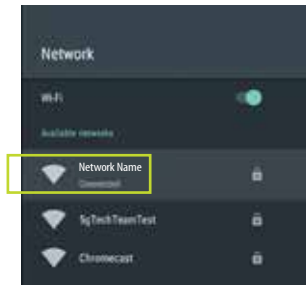 Network
Wi-Fi
Available networks
Network Name
Connected
SgTechTeamTest
Chromecast